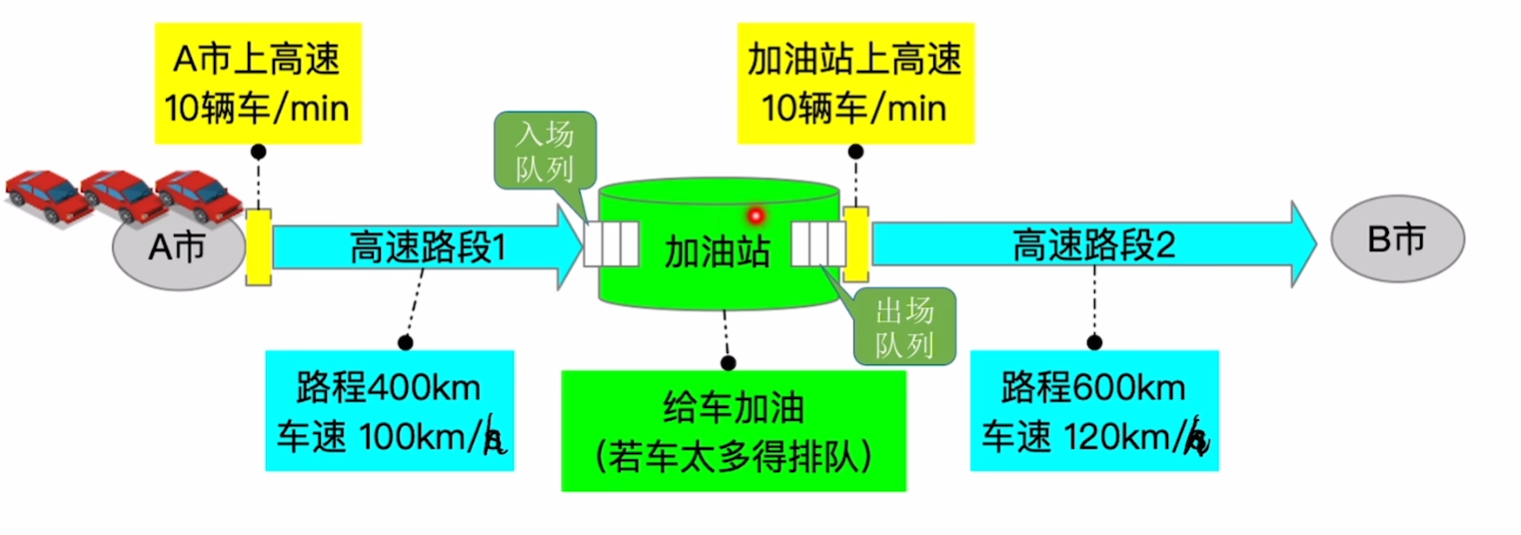 A市上高速
10辆车/min
加油站上高速
10辆车/min
入场
队列
A市
高速路段1
加油站
高速路段2
B市
出场
队列
路程400km
车速 100km/h
给车加油
(若车太多得排队)
路程600km
车速 120km/h